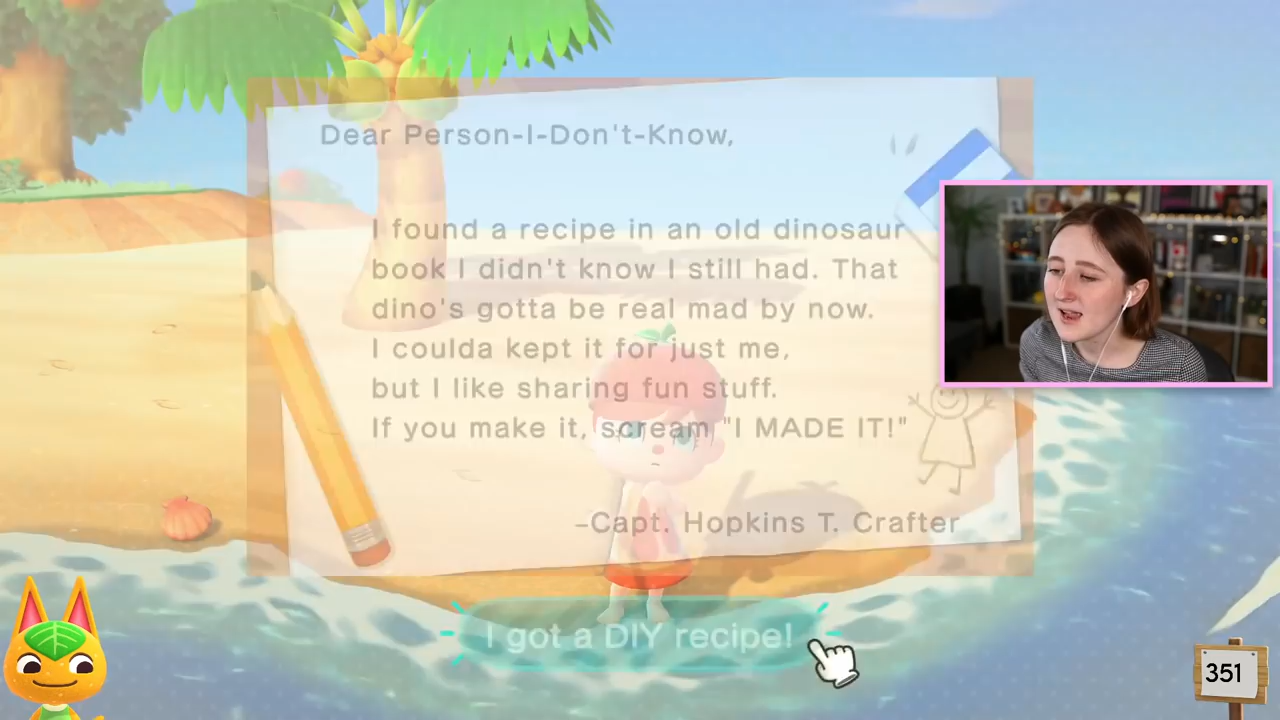 Dear Person-I-Don't-Know,
I found a recipe in an old dinosaur
book I didn't know I still had. That
dino's gotta be real mad by now.
I coulda kept it for just me,
but I like sharing fun stuff.
If you make it, scream "I MADE IT!"
-Capt. Hopkins T. Crafter
I got a DIY recipe!
351